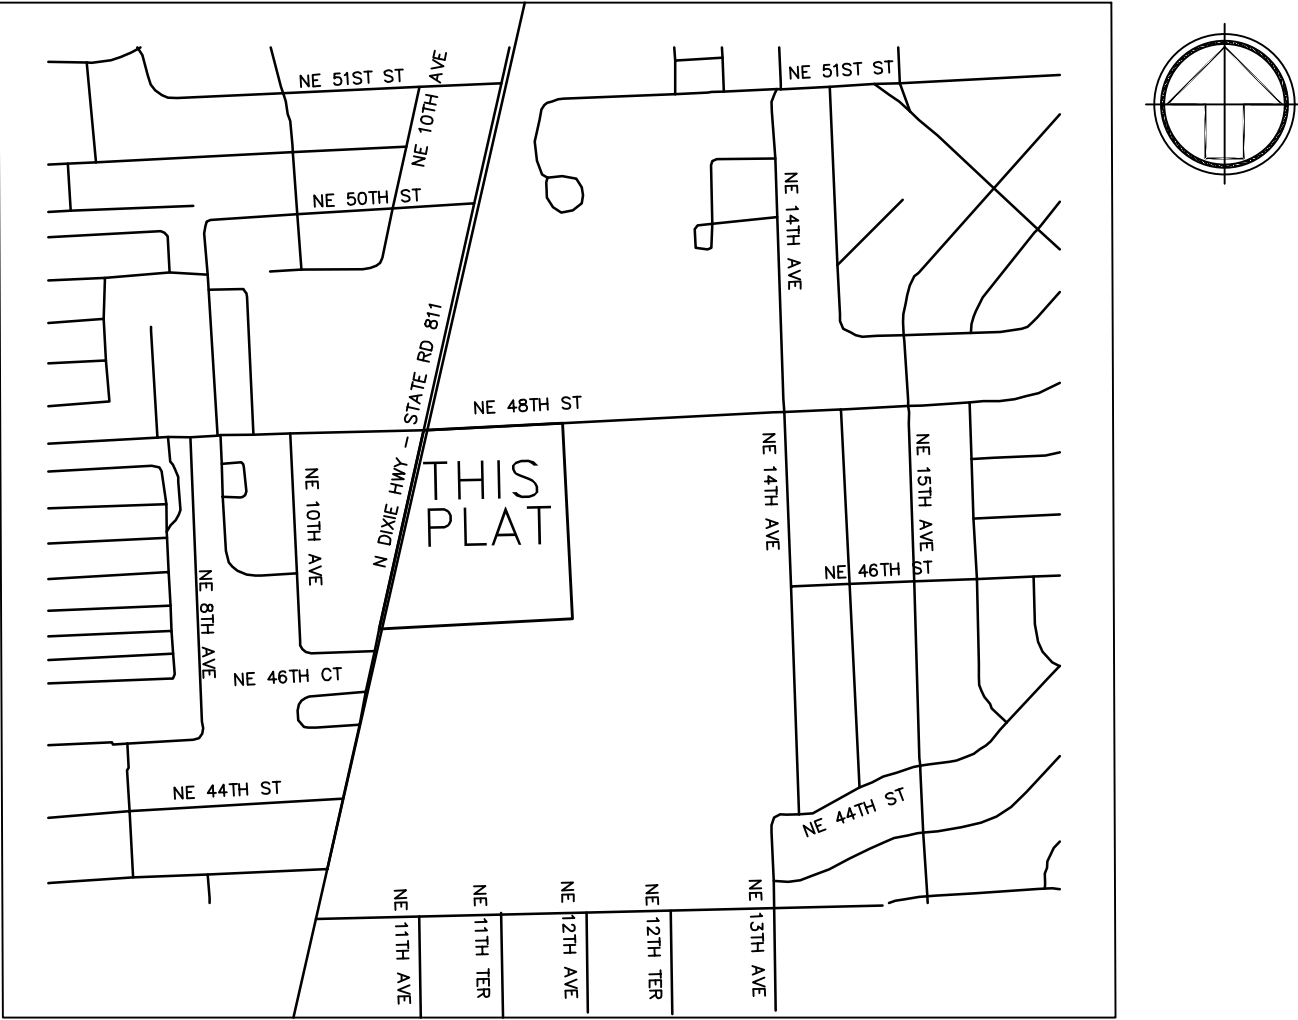 NE 51ST ST
NE 10TH AVE
NE 51ST ST
NE 50TH ST
NE 14TH AVE
N DIXIE HWY - STATE RD 811
NE 48TH ST
THIS
PLAT
NE 10TH AVE
NE 14TH AVE
NE 15TH AVE
NE 46TH ST
NE 8TH AVE
NE 46TH CT
NE 44TH ST
NE 44TH ST
NE 11TH AVE
NE 11TH TER
NE 12TH AVE
NE 12TH TER
NE 13TH AVE